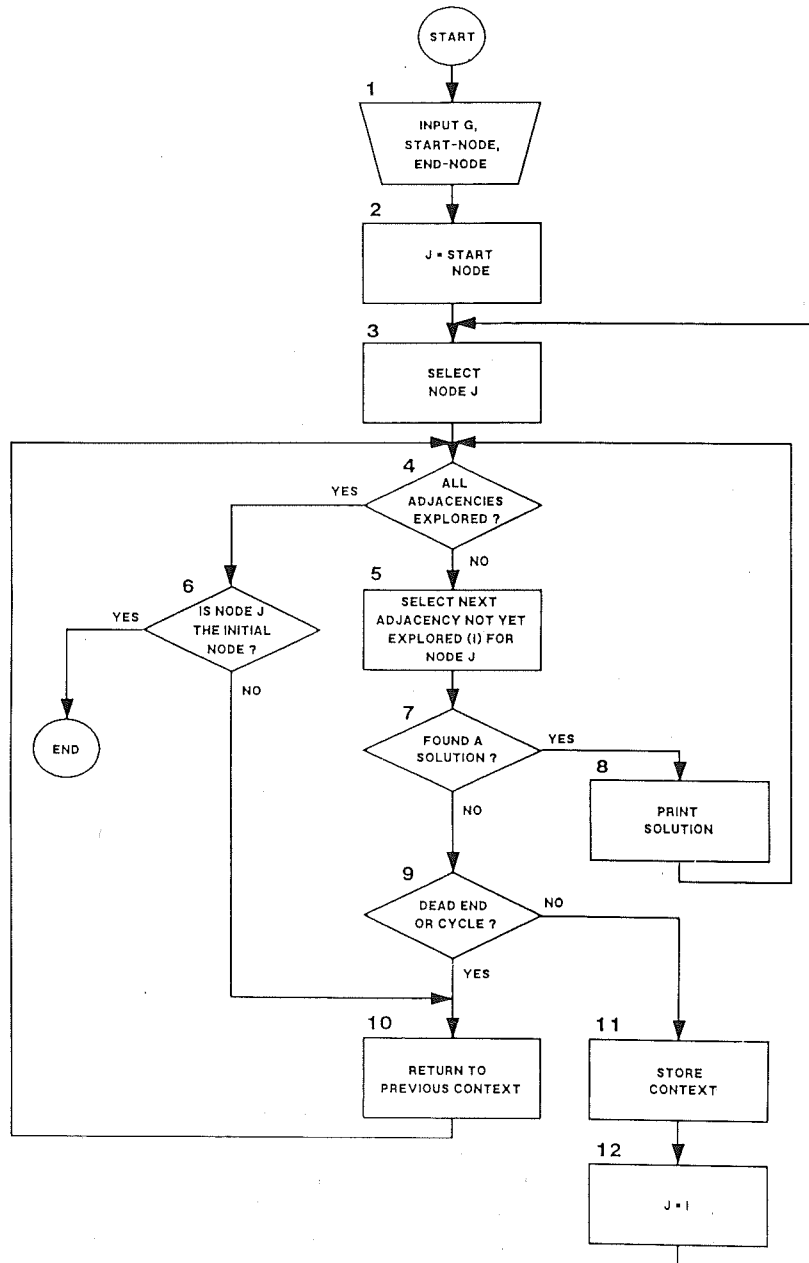 START
1
INPUT G,
START-NODE,
END-NODE
2
J = START
NODE
3
SELECT
NODE J
4
ALL
ADJACENCIES
EXPLORED ?
YES
NO
5
SELECT NEXT
ADJACENCY NOT YET
EXPLORED (I) FOR
NODE J
6
IS NODE J
THE INITIAL
NODE ?
YES
NO
END
7
FOUND A
SOLUTION ?
YES
NO
8
PRINT
SOLUTION
9
DEAD END
OR CYCLE ?
NO
YES
10
RETURN TO
PREVIOUS CONTEXT
11
STORE
CONTEXT
12
J = I